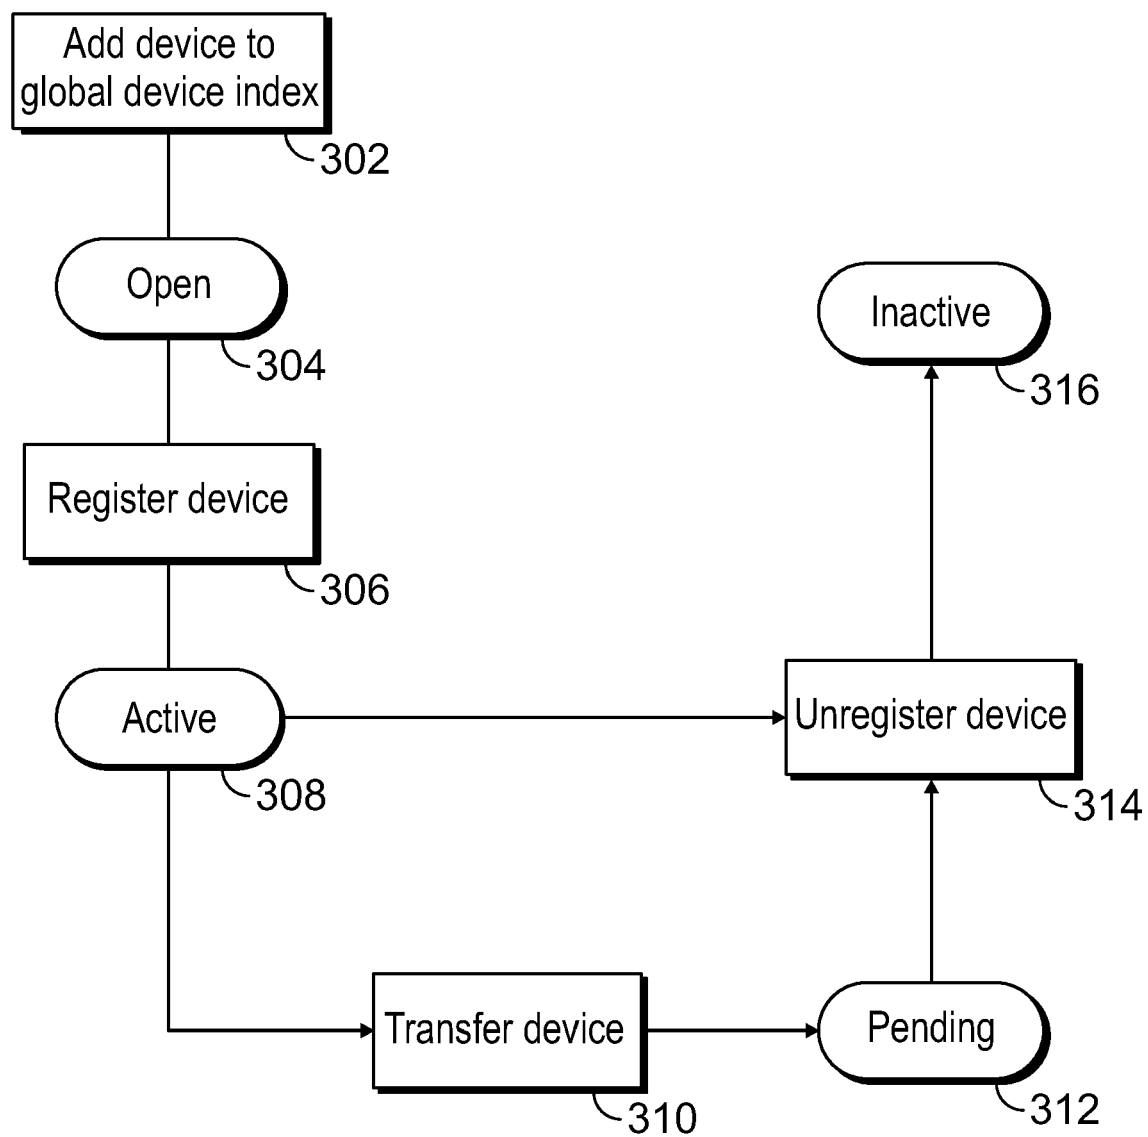 Add device to
global device index
302
Open
304
Inactive
316
Register device
306
Active
308
Unregister device
314
Transfer device
310
Pending
312